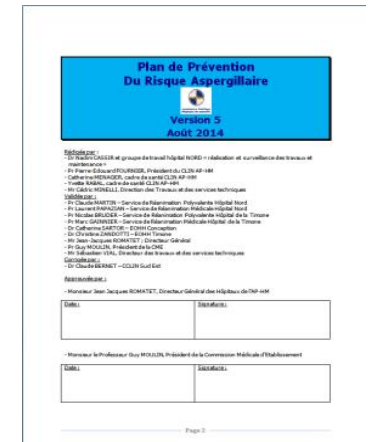 Plan de Prévention
Du Risque Aspergillaire
Version 5
Août 2014
Rédigée par :
- Dr Nadim CASSIR et groupe de travail hôpital NORD « réalisation et surveillance des travaux et
maintenance »
- Pr Pierre-Edouard FOURNIER, Président du CLIN AP-HM
- Catherine MENAGER, cadre de santé CLIN AP-HM
- Yvette RABAL, cadre de santé CLIN AP-HM
- Mr Cédric MINELLI, Direction des Travaux et des services techniques
Validée par :
- Pr Claude MARTIN – Service de Réanimation Polyvalente Hôpital Nord
- Pr Laurent PAPAZIAN – Service de Réanimation Médicale Hôpital Nord
- Pr Nicolas BRUDER – Service de Réanimation Polyvalente Hôpital de la Timone
- Pr Marc GAINNIER – Service de Réanimation Médicale Hôpital de la Timone
- Dr Catherine SARTOR – EOHH Conception
- Dr Christine ZANDOTTI – EOHH Timone
- Mr Jean-Jacques ROMATET : Directeur Général
- Pr Guy MOULIN, Président de la CME
- Mr Sébastien VIAL, Directeur des travaux et des services techniques
Corrigée par :
- Dr Claude BERNET – CCLIN Sud Est
Approuvée par :
- Monsieur Jean Jacques ROMATET, Directeur Général des Hôpitaux de l'AP-HM
Date : Signature :
- Monsieur le Professeur Guy MOULIN, Président de la Commission Médicale d'Etablissement
Date : Signature :
Page 2